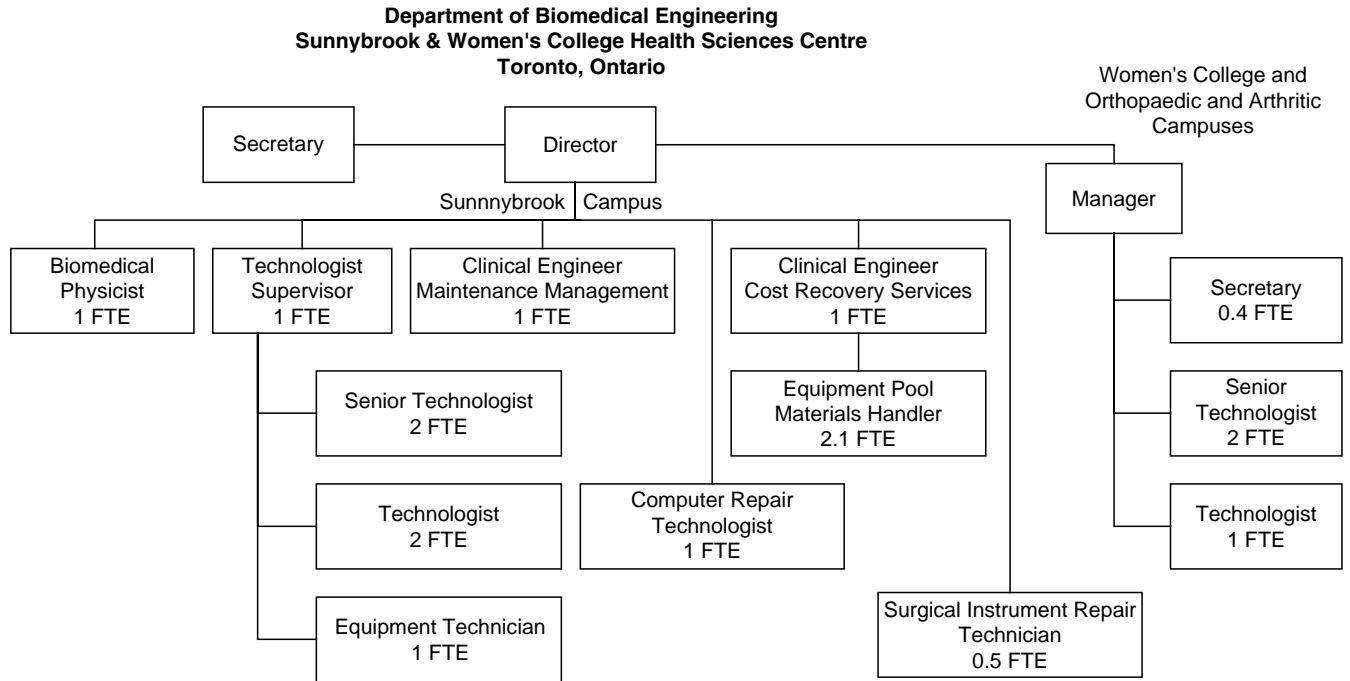 Department of Biomedical Engineering
Sunnybrook & Women's College Health Sciences Centre
Toronto, Ontario
Women's College and
Orthopaedic and Arthritic
Campuses
Secretary
Director
Manager
Sunnnybrook Campus
Biomedical
Physicist
1 FTE
Technologist
Supervisor
1 FTE
Clinical Engineer
Maintenance Management
1 FTE
Clinical Engineer
Cost Recovery Services
1 FTE
Secretary
0.4 FTE
Senior Technologist
2 FTE
Equipment Pool
Materials Handler
2.1 FTE
Senior
Technologist
2 FTE
Technologist
2 FTE
Computer Repair
Technologist
1 FTE
Technologist
1 FTE
Equipment Technician
1 FTE
Surgical Instrument Repair
Technician
0.5 FTE